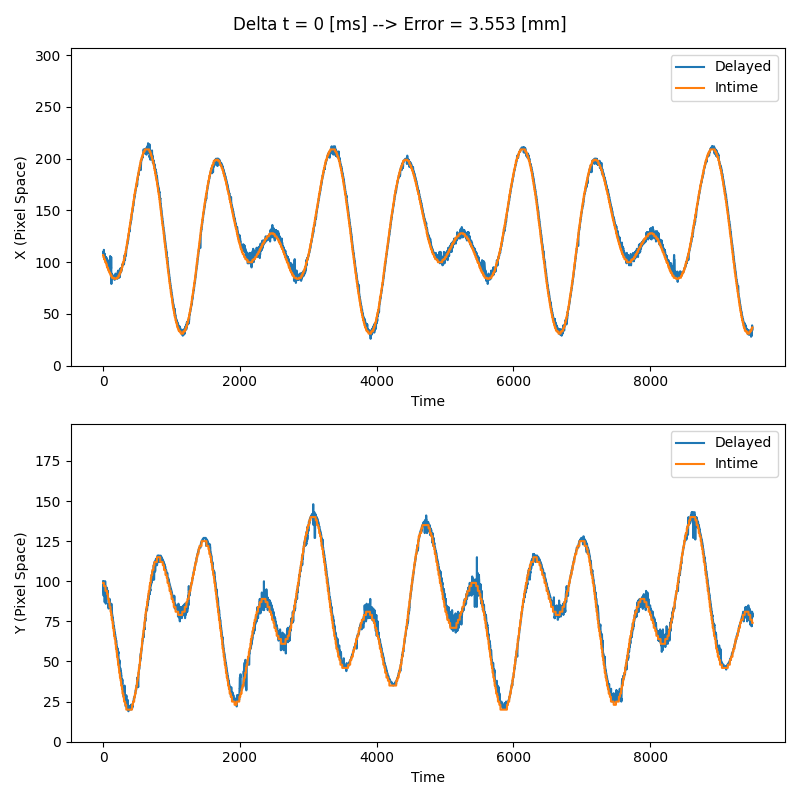 Delta t = 0 [ms] --> Error = 3.553 [mm]
300
250
200
150
100
50
0
X (Pixel Space)
Delayed
Intime
0 2000 4000 6000 8000
Time
175
150
125
100
75
50
25
0
Y (Pixel Space)
Delayed
Intime
0 2000 4000 6000 8000
Time